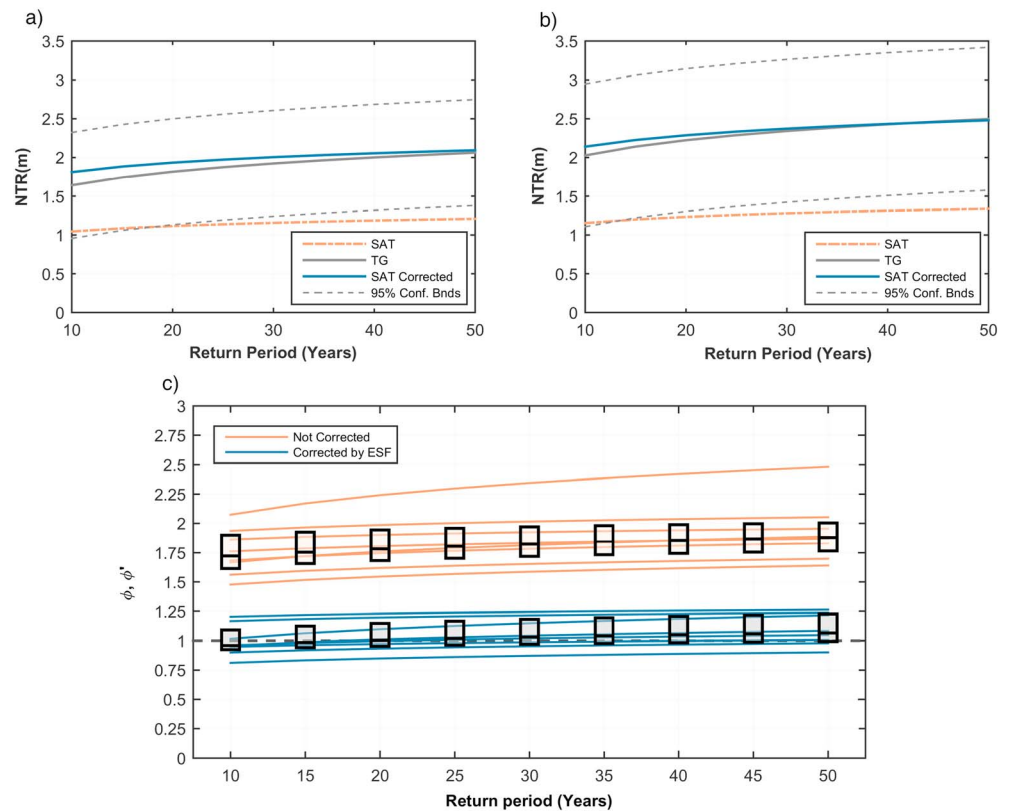 a)
3.5
3
2.5
2
1.5
1
0.5
0
NTR(m)
10 20 30 40 50
Return Period (Years)
SAT
TG
SAT Corrected
95% Conf. Bnds
b)
3.5
3
2.5
2
1.5
1
0.5
0
NTR(m)
10 20 30 40 50
Return Period (Years)
SAT
TG
SAT Corrected
95% Conf. Bnds
c)
3
2.75
2.5
2.25
2
1.75
1.5
1.25
1
0.75
0.5
0.25
0
ϕ, ϕ'
Not Corrected
Corrected by ESF
10 15 20 25 30 35 40 45 50
Return period (Years)